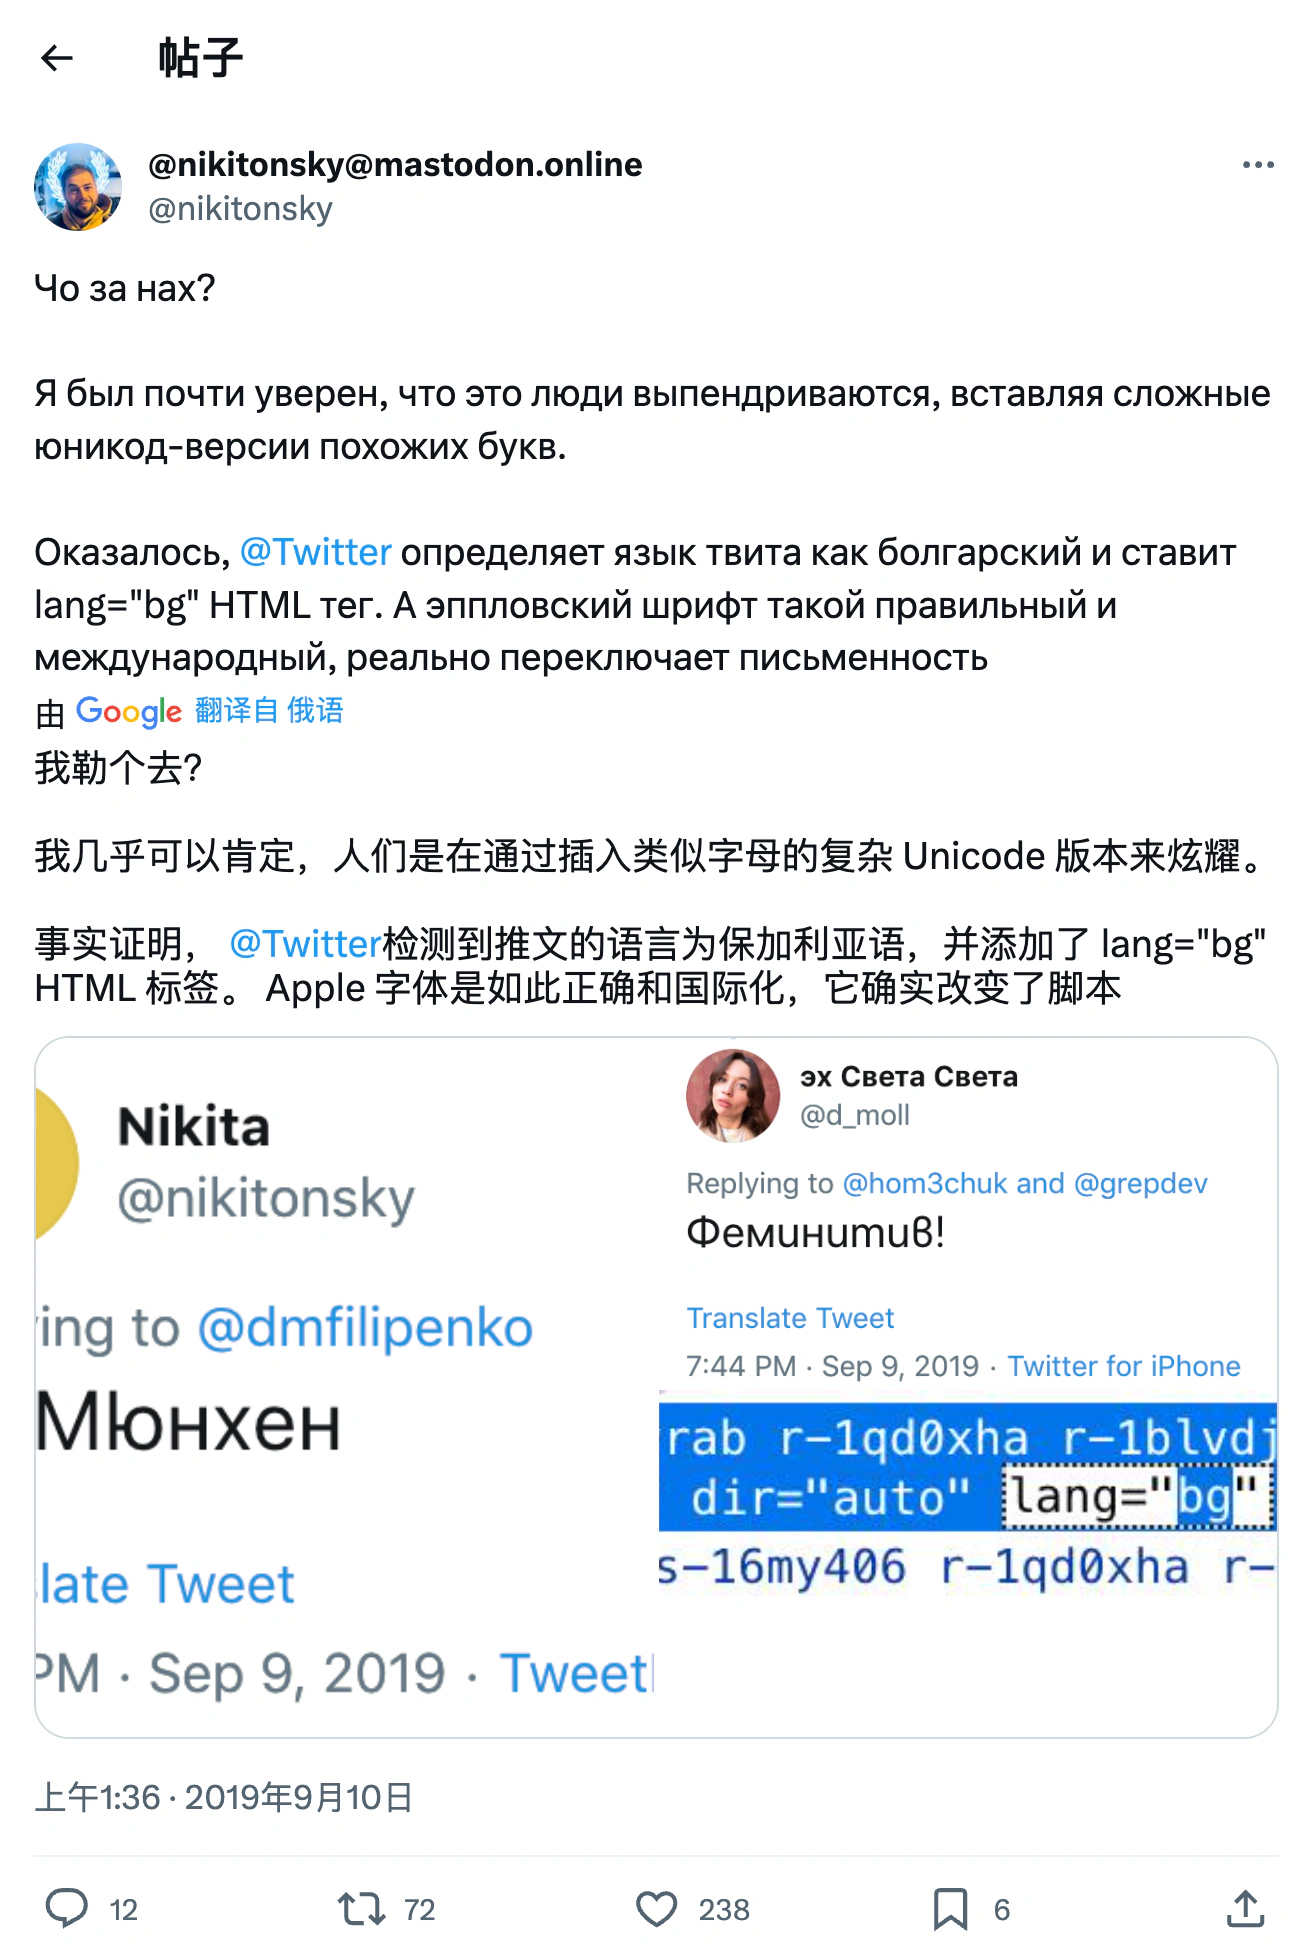 帖子
@nikitonsky@mastodon.online
@nikitonsky
Чо за нах?
Я был почти уверен, что это люди выпендриваются, вставляя сложные
юникод-версии похожих букв.
Оказалось, @Twitter определяет язык твита как болгарский и ставит
lang="bg" HTML тег. А эппловский шрифт такой правильный и
международный, реально переключает письменность
由 Google 翻译自 俄语
我勒个去?
我几乎可以肯定，人们是在通过插入类似字母的复杂 Unicode 版本来炫耀。
事实证明， @Twitter检测到推文的语言为保加利亚语，并添加了 lang="bg"
HTML 标签。 Apple 字体是如此正确和国际化，它确实改变了脚本
Nikita
@nikitonsky
ing to @dmfilipenko
Мюнхен
late Tweet
PM · Sep 9, 2019 · Tweet
эх Света Света
@d_moll
Replying to @hom3chuk and @grepdev
Феминитив!
Translate Tweet
7:44 PM · Sep 9, 2019 · Twitter for iPhone
rab r-1qd0xha r-1blvdj
dir="auto" lang="bg"
s-16my406 r-1qd0xha r-
上午1:36 · 2019年9月10日
12 72 238 6